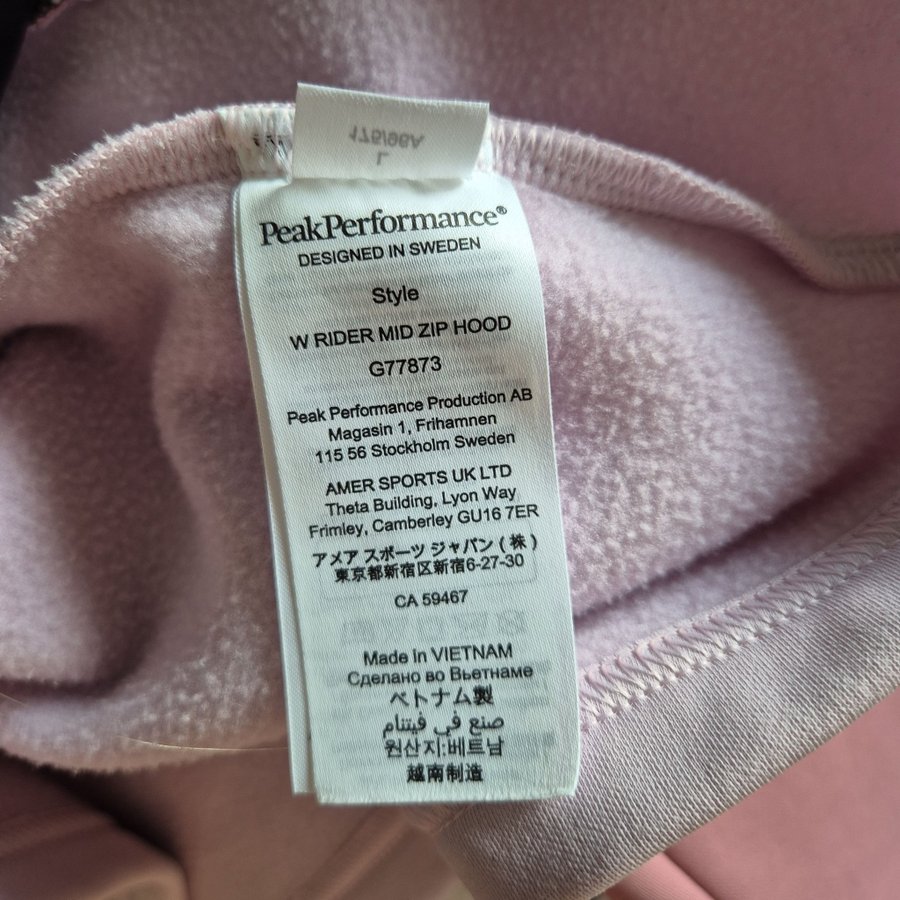 L
175/96A
PeakPerformance®
DESIGNED IN SWEDEN
Style
W RIDER MID ZIP HOOD
G77873
Peak Performance Production AB
Magasin 1, Frihamnen
115 56 Stockholm Sweden
AMER SPORTS UK LTD
Theta Building, Lyon Way
Frimley, Camberley GU16 7ER
アメア スポーツ ジャパン ( 株 )
東京都新宿区新宿6-27-30
CA 59467
Made In VIETNAM
Сделано во Вьетнаме
ベトナム製
صنع في فيتنام
원산지:베트남
越南制造